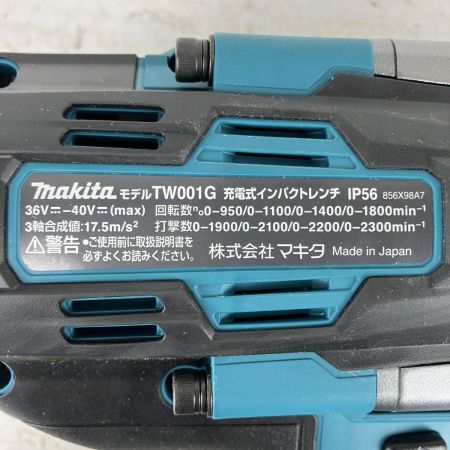 makita モデルTW001G 充電式インパクトレンチ IP56 856X98A7
36V⎓-40V⎓(max) 回転数n₀0-950/0-1100/0-1400/0-1800min⁻¹
3軸合成値:17.5m/s² 打撃数0-1900/0-2100/0-2200/0-2300min⁻¹
⚠警告 •ご使用前に取扱説明書を
必ずよくお読みください。 株式会社マキタ Made in Japan